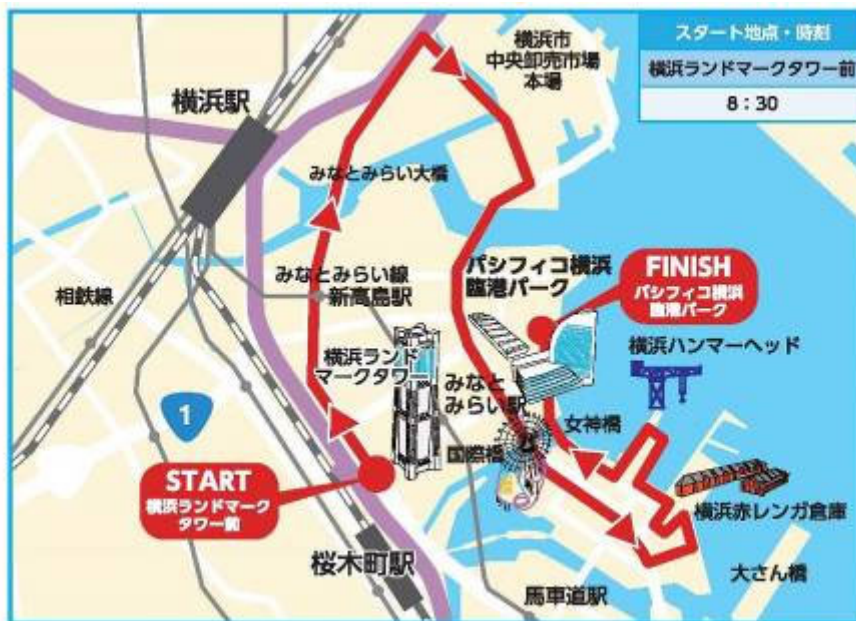 スタート地点・時刻
横浜ランドマークタワー前
8：30
横浜市
中央卸売市場
本場
横浜駅
みなとみらい大橋
相鉄線
みなとみらい線
新高島駅
パシフィコ横浜
臨港パーク
FINISH
パシフィコ横浜
臨港パーク
横浜ハンマーヘッド
横浜ランド
マークタワー
みなと
みらい駅
女神橋
国際橋
1
START
横浜ランドマーク
タワー前
横浜赤レンガ倉庫
桜木町駅
馬車道駅
大さん橋